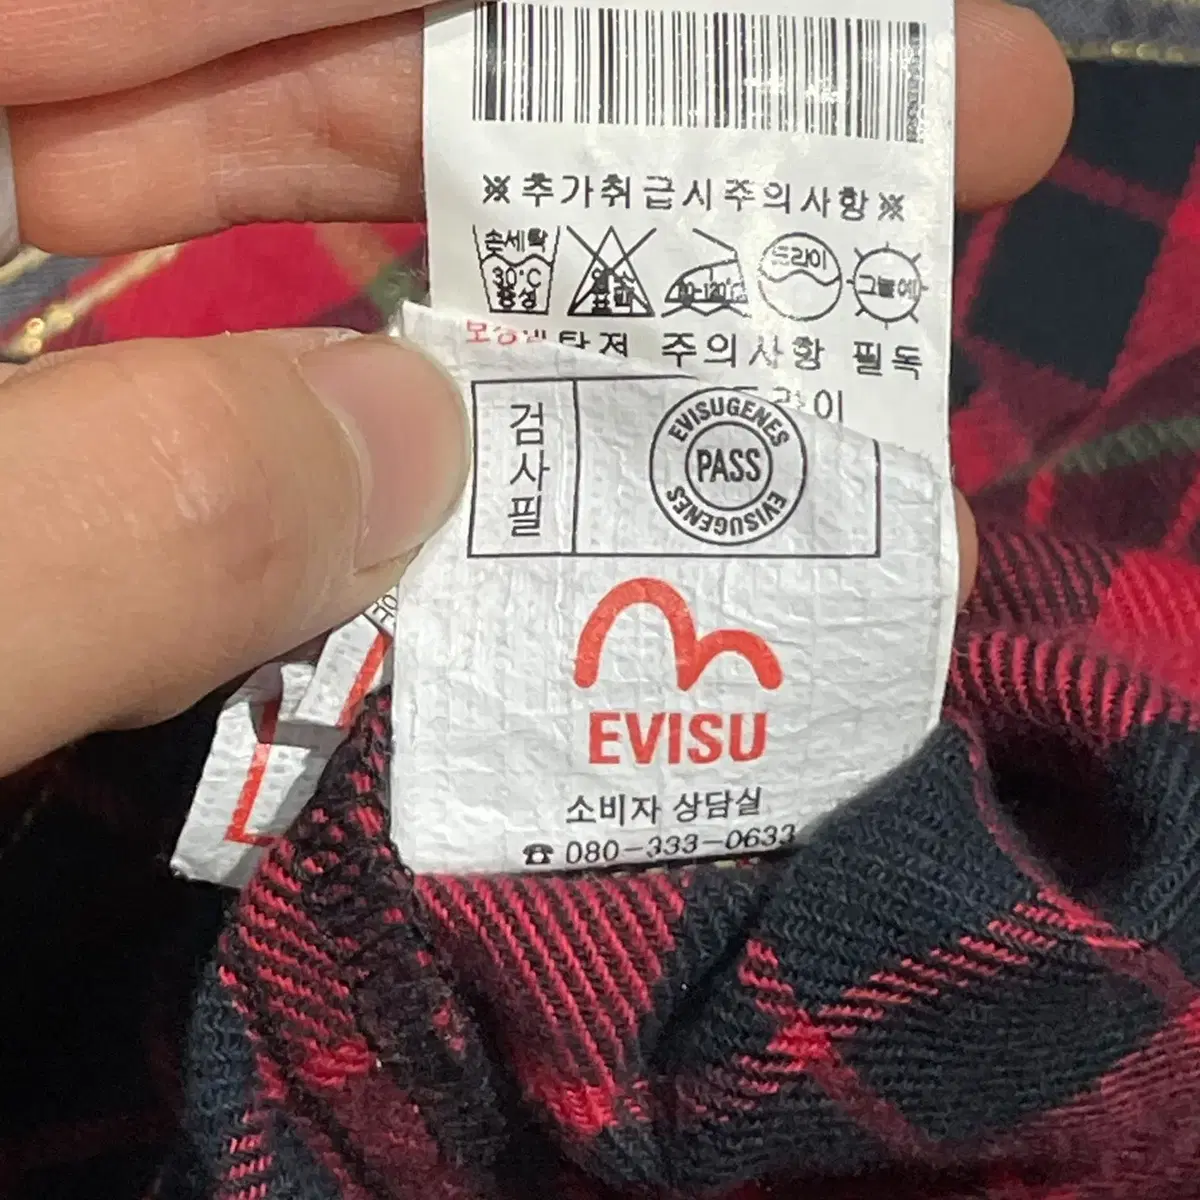 ※추가취급시주의사항※
손세탁
30°C
중성
드라이
그늘에
탁전 주의사항 필독
검사필
EVISUGENES
PASS
EVISUGENES
EVISU
소비자 상담실
☎ 080-333-0633